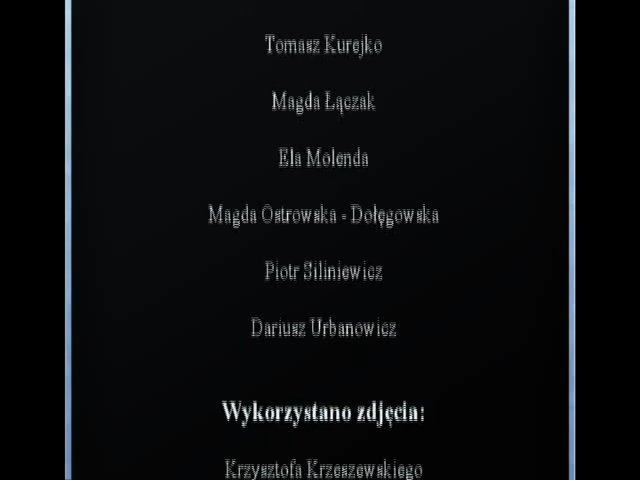 Tomasz Kurejko
Magda Łączak
Ela Molenda
Magda Ostrowska - Dołęgowska
Piotr Siliniewicz
Dariusz Urbanowicz
Wykorzystano zdjęcia:
Krzysztofa Krzeszewskiego